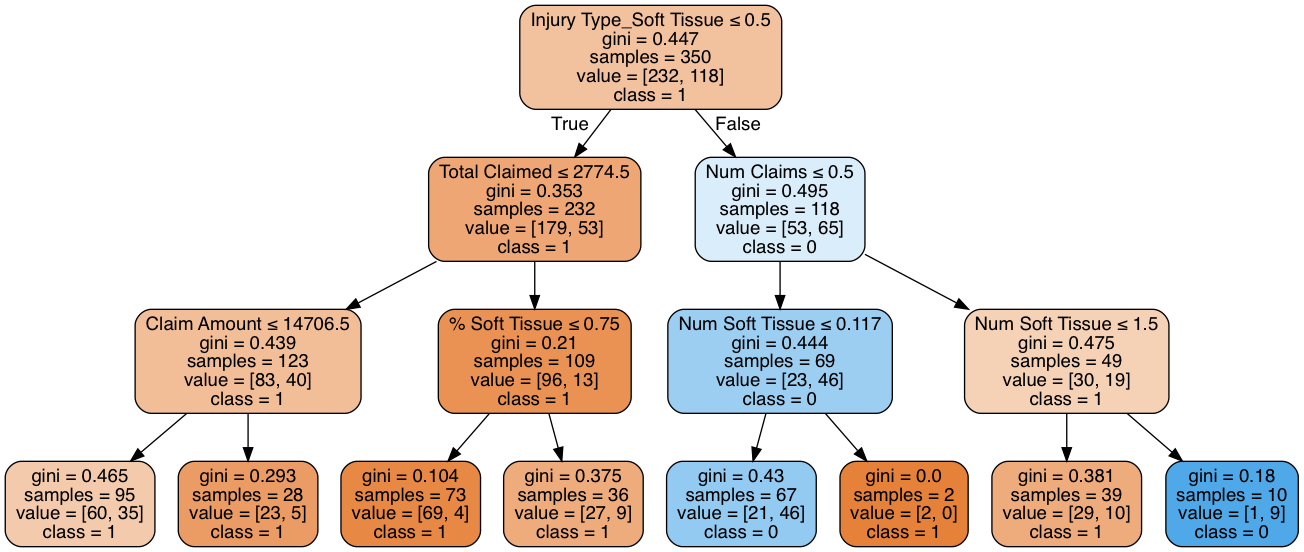 Injury Type_Soft Tissue ≤ 0.5
gini = 0.447
samples = 350
value = [232, 118]
class = 1
True
False
Total Claimed ≤ 2774.5
gini = 0.353
samples = 232
value = [179, 53]
class = 1
Num Claims ≤ 0.5
gini = 0.495
samples = 118
value = [53, 65]
class = 0
Claim Amount ≤ 14706.5
gini = 0.439
samples = 123
value = [83, 40]
class = 1
% Soft Tissue ≤ 0.75
gini = 0.21
samples = 109
value = [96, 13]
class = 1
Num Soft Tissue ≤ 0.117
gini = 0.444
samples = 69
value = [23, 46]
class = 0
Num Soft Tissue ≤ 1.5
gini = 0.475
samples = 49
value = [30, 19]
class = 1
gini = 0.465
samples = 95
value = [60, 35]
class = 1
gini = 0.293
samples = 28
value = [23, 5]
class = 1
gini = 0.104
samples = 73
value = [69, 4]
class = 1
gini = 0.375
samples = 36
value = [27, 9]
class = 1
gini = 0.43
samples = 67
value = [21, 46]
class = 0
gini = 0.0
samples = 2
value = [2, 0]
class = 1
gini = 0.381
samples = 39
value = [29, 10]
class = 1
gini = 0.18
samples = 10
value = [1, 9]
class = 0